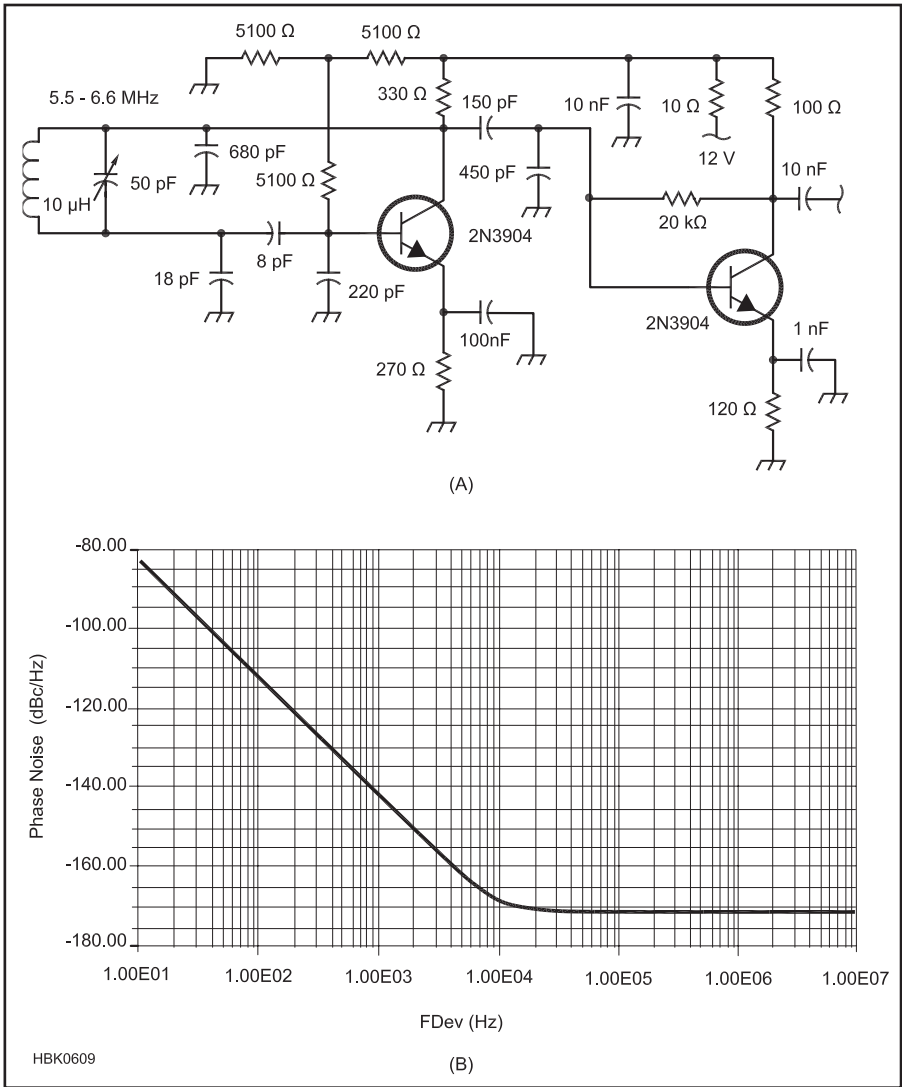 5100 Ω
5100 Ω
5.5 - 6.6 MHz
330 Ω
150 pF
10 nF
10 Ω
100 Ω
680 pF
12 V
10 nF
50 pF
5100 Ω
450 pF
10 µH
20 kΩ
2N3904
8 pF
18 pF
220 pF
2N3904
1 nF
100nF
270 Ω
120 Ω
(A)
-80.00
-100.00
-120.00
-140.00
-160.00
-180.00
Phase Noise (dBc/Hz)
1.00E01 1.00E02 1.00E03 1.00E04 1.00E05 1.00E06 1.00E07
FDev (Hz)
HBK0609
(B)